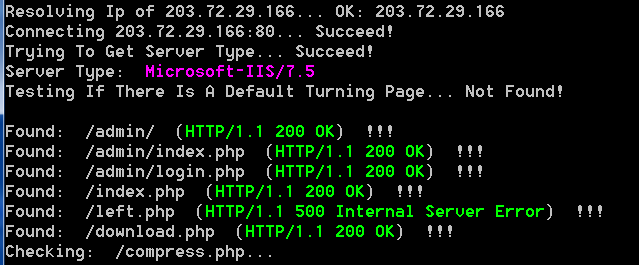 Resolving Ip of 203.72.29.166... OK: 203.72.29.166
Connecting 203.72.29.166:80... Succeed!
Trying To Get Server Type... Succeed!
Server Type:  Microsoft-IIS/7.5
Testing If There Is A Default Turning Page... Not Found!
Found:  /admin/  (HTTP/1.1 200 OK)  !!!
Found:  /admin/index.php  (HTTP/1.1 200 OK)  !!!
Found:  /admin/login.php  (HTTP/1.1 200 OK)  !!!
Found:  /index.php  (HTTP/1.1 200 OK)  !!!
Found:  /left.php  (HTTP/1.1 500 Internal Server Error)  !!!
Found:  /download.php  (HTTP/1.1 200 OK)  !!!
Checking:  /compress.php...